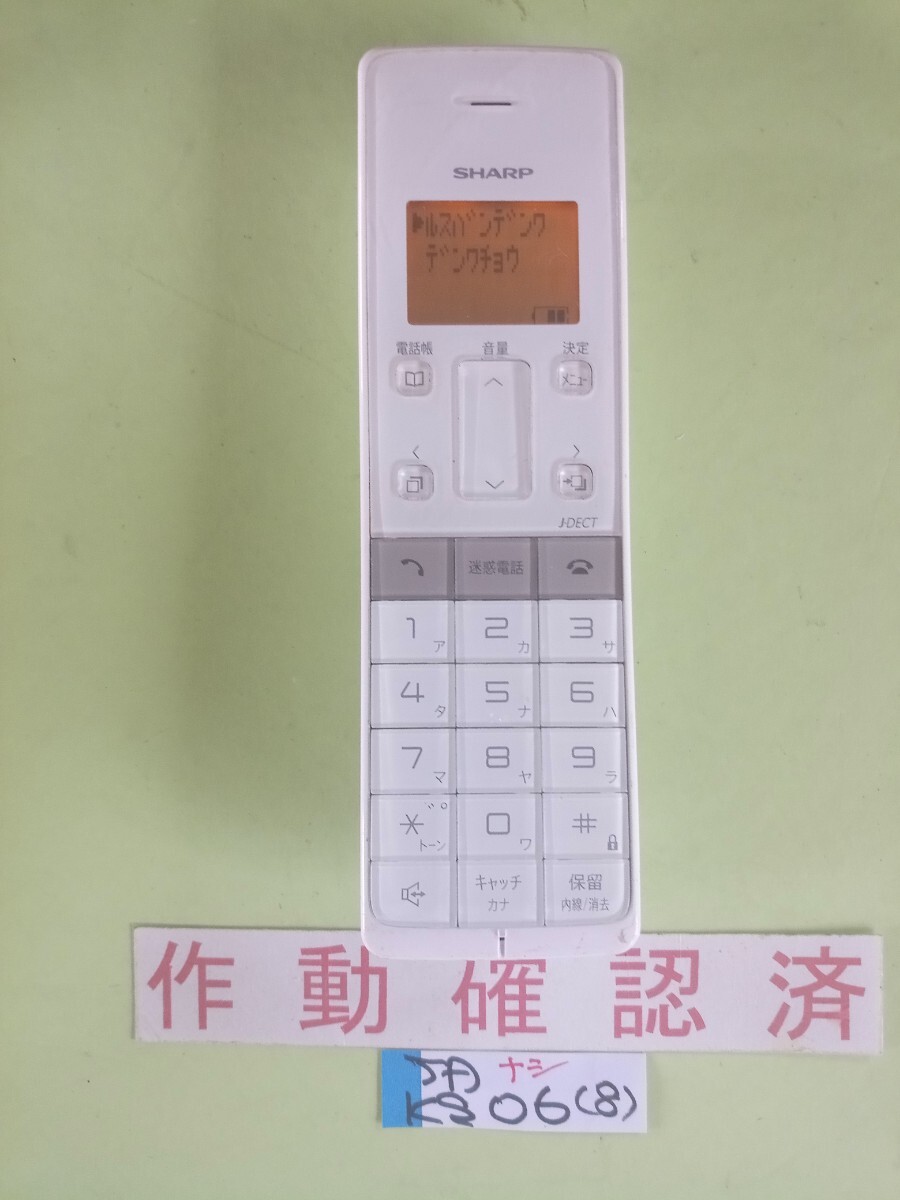 SHARP
▶ルスバンデンワ
デンワチョウ
電話帳 音量 決定
メニュー
J-DECT
迷惑電話
1ア 2カ 3サ
4タ 5ナ 6ハ
7マ 8ヤ 9ラ
*゛゜トーン 0ワ #
キャッチ 保留
カナ 内線/消去
作動確認済
JD ナシ
06(8)